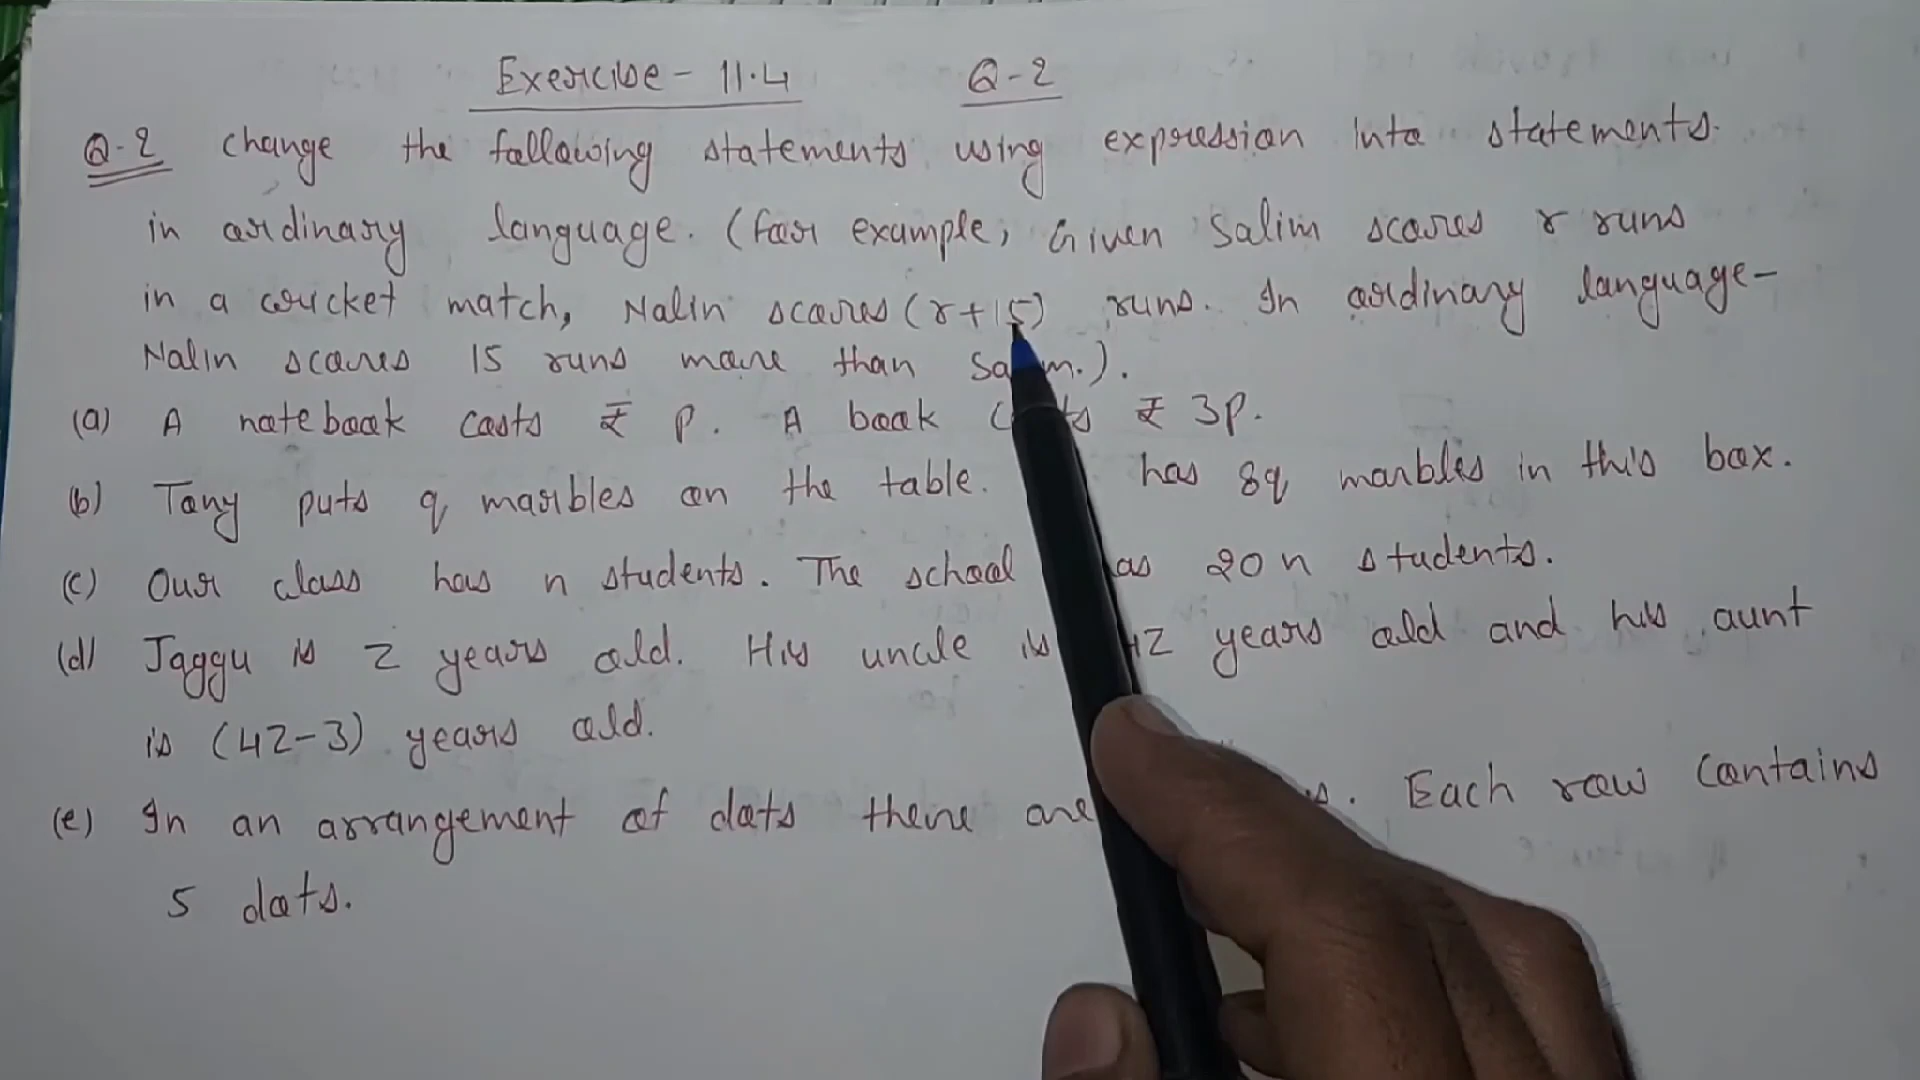 Exercise - 11.4 Q-2
Q-2 change the following statements using expression into statements.
in ordinary language. (for example, Given Salim scores r runs
in a cricket match, Nalin scores (r+15) runs. In ordinary language-
Nalin scores 15 runs more than Salim.).
(a) A notebook costs ₹ p. A book costs ₹ 3p.
(b) Tony puts q marbles on the table. has 8q marbles in this box.
(c) Our class has n students. The school has 20n students.
(d) Jaggu is z years old. His uncle is 4z years old and his aunt
is (4z-3) years old.
(e) In an arrangement of dots there are Each row contains
5 dots.